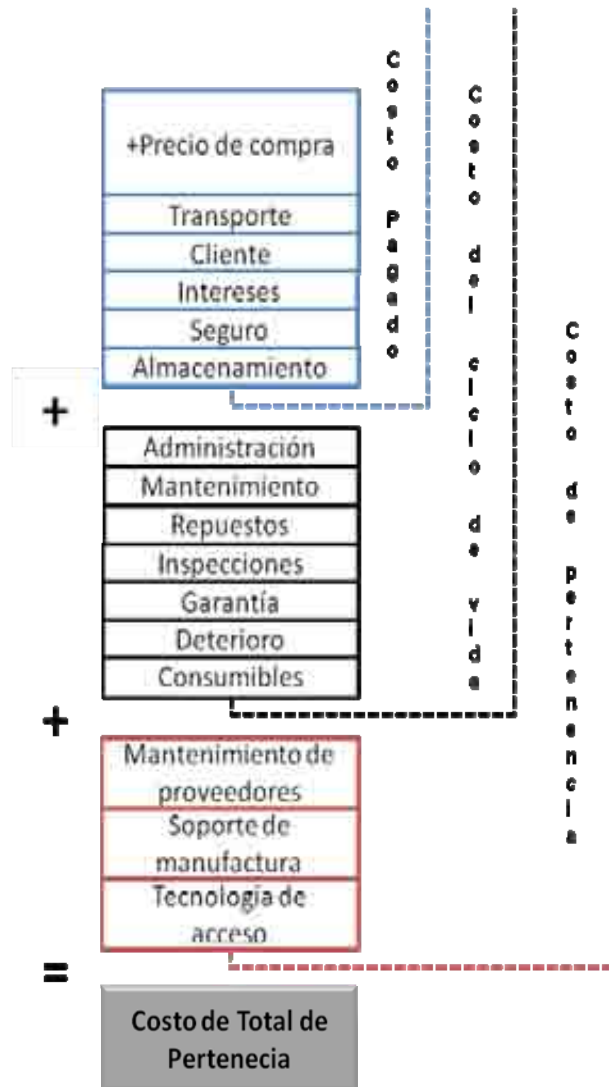 +Precio de compra
Transporte
Cliente
Intereses
Seguro
Almacenamiento
+
Administración
Mantenimiento
Repuestos
Inspecciones
Garantía
Deterioro
Consumibles
+
Mantenimiento de
proveedores
Soporte de
manufactura
Tecnología de
acceso
=
Costo de Total de
Pertenecia
Costo Pagado
Costo del ciclo de vida
Costo de pertenencia